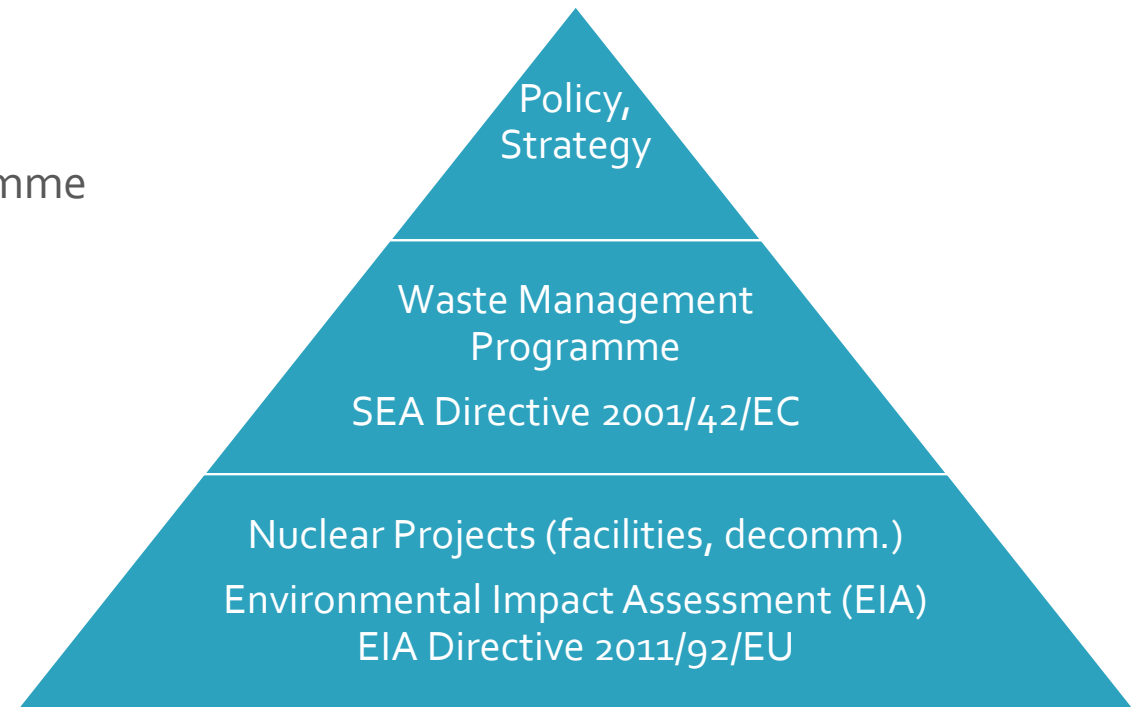 mme
Policy,
Strategy
Waste Management
Programme
SEA Directive 2001/42/EC
Nuclear Projects (facilities, decomm.)
Environmental Impact Assessment (EIA)
EIA Directive 2011/92/EU